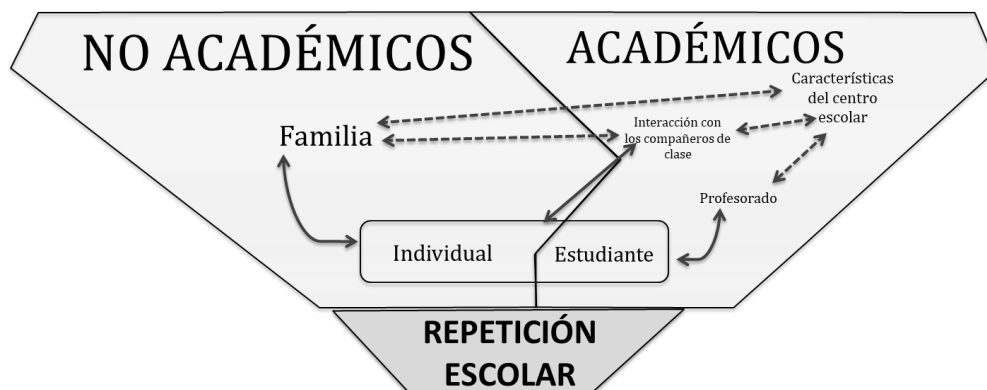 NO ACADÉMICOS
ACADÉMICOS
Características
del centro
escolar
Familia
Interacción con
los compañeros de
clase
Profesorado
Individual
Estudiante
REPETICIÓN
ESCOLAR